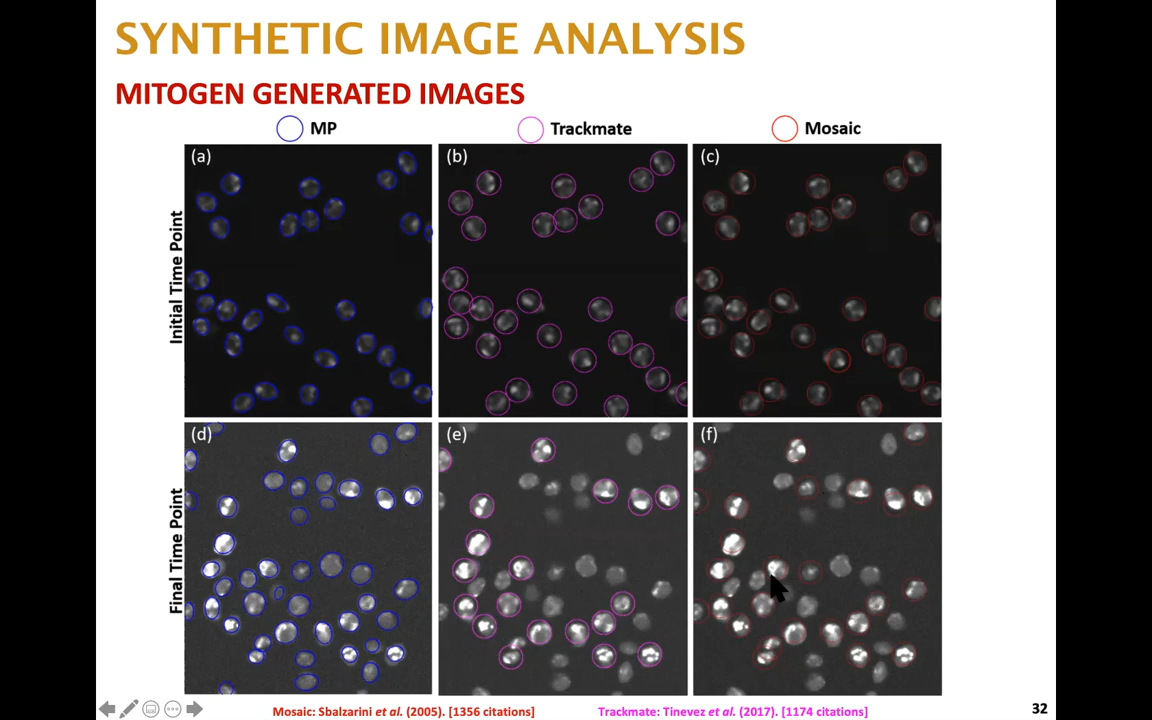 SYNTHETIC IMAGE ANALYSIS
MITOGEN GENERATED IMAGES
MP
Trackmate
Mosaic
Initial Time Point
(a)
(b)
(c)
Final Time Point
(d)
(e)
(f)
Mosaic: Sbalzarini et al. (2005). [1356 citations]
Trackmate: Tinevez et al. (2017). [1174 citations]
32